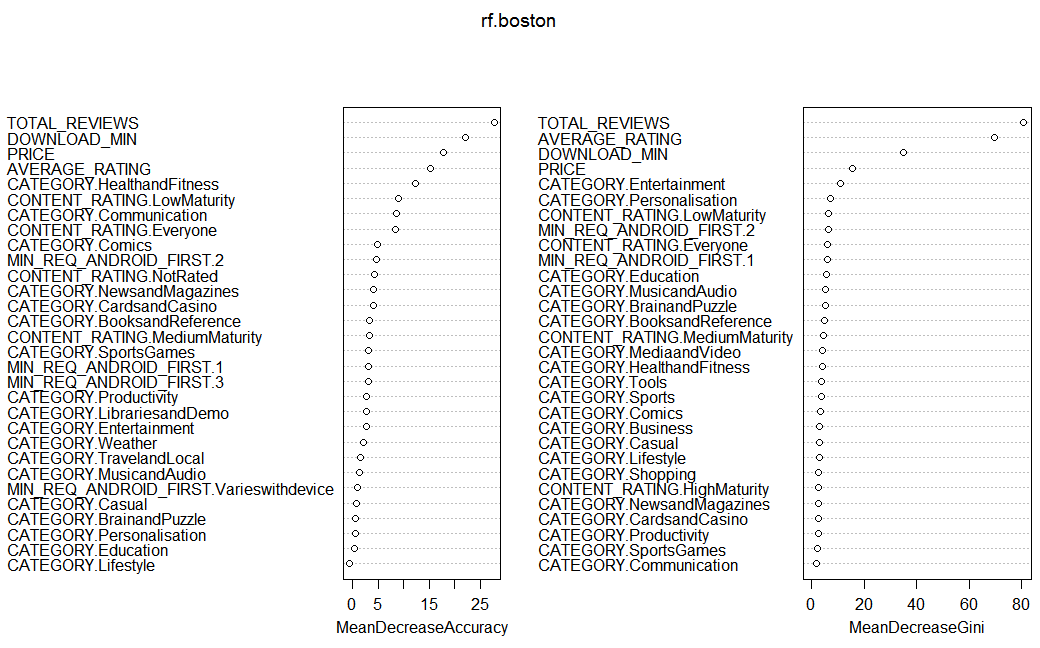 rf.boston
TOTAL_REVIEWS
DOWNLOAD_MIN
PRICE
AVERAGE_RATING
CATEGORY.HealthandFitness
CONTENT_RATING.LowMaturity
CATEGORY.Communication
CONTENT_RATING.Everyone
CATEGORY.Comics
MIN_REQ_ANDROID_FIRST.2
CONTENT_RATING.NotRated
CATEGORY.NewsandMagazines
CATEGORY.CardsandCasino
CATEGORY.BooksandReference
CONTENT_RATING.MediumMaturity
CATEGORY.SportsGames
MIN_REQ_ANDROID_FIRST.1
MIN_REQ_ANDROID_FIRST.3
CATEGORY.Productivity
CATEGORY.LibrariesandDemo
CATEGORY.Entertainment
CATEGORY.Weather
CATEGORY.TravelandLocal
CATEGORY.MusicandAudio
MIN_REQ_ANDROID_FIRST.Varieswithdevice
CATEGORY.Casual
CATEGORY.BrainandPuzzle
CATEGORY.Personalisation
CATEGORY.Education
CATEGORY.Lifestyle
0 5 15 25
MeanDecreaseAccuracy
TOTAL_REVIEWS
AVERAGE_RATING
DOWNLOAD_MIN
PRICE
CATEGORY.Entertainment
CATEGORY.Personalisation
CONTENT_RATING.LowMaturity
MIN_REQ_ANDROID_FIRST.2
CONTENT_RATING.Everyone
MIN_REQ_ANDROID_FIRST.1
CATEGORY.Education
CATEGORY.MusicandAudio
CATEGORY.BrainandPuzzle
CATEGORY.BooksandReference
CONTENT_RATING.MediumMaturity
CATEGORY.MediaandVideo
CATEGORY.HealthandFitness
CATEGORY.Tools
CATEGORY.Sports
CATEGORY.Comics
CATEGORY.Business
CATEGORY.Casual
CATEGORY.Lifestyle
CATEGORY.Shopping
CONTENT_RATING.HighMaturity
CATEGORY.NewsandMagazines
CATEGORY.CardsandCasino
CATEGORY.Productivity
CATEGORY.SportsGames
CATEGORY.Communication
0 20 40 60 80
MeanDecreaseGini